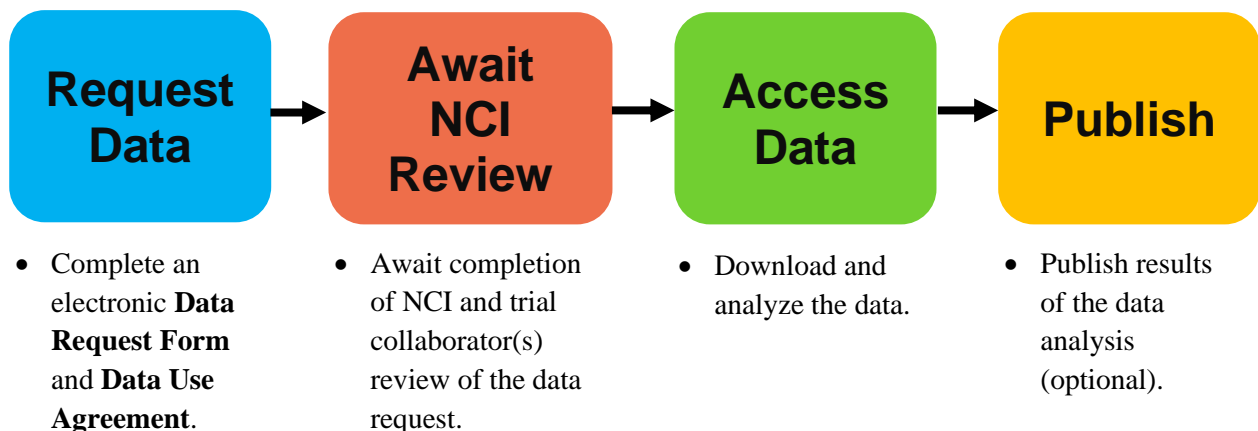 Request
Data
Await
NCI
Review
Access
Data
Publish
• Complete an
electronic Data
Request Form
and Data Use
Agreement.
• Await completion
of NCI and trial
collaborator(s)
review of the data
request.
• Download and
analyze the data.
• Publish results
of the data
analysis
(optional).